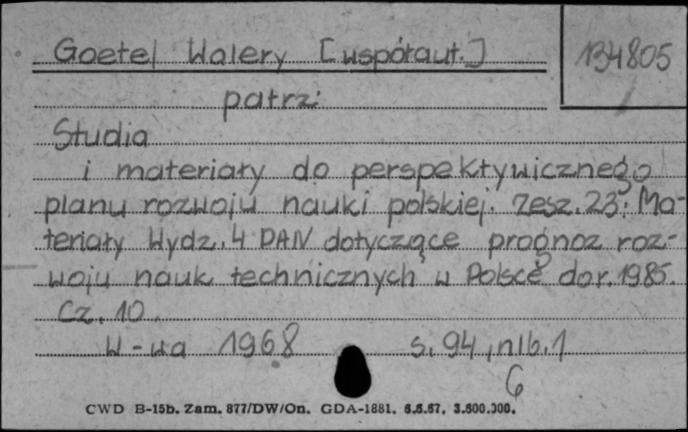 Goetel Walery [współaut.] 134805
patrz:
Studia
i materiały do perspektywicznego
planu rozwoju nauki polskiej. Zesz. 23: Ma-
teriały Wydz. 4 PAN dotyczące prognoz roz-
woju nauk technicznych w Polsce do r. 1985.
Cz. 10.
W-wa 1968 s. 94, nlb. 1
6
CWD B-15b. Zam. 877/DW/On. GDA-1881. 6.5.67. 3.500.000.